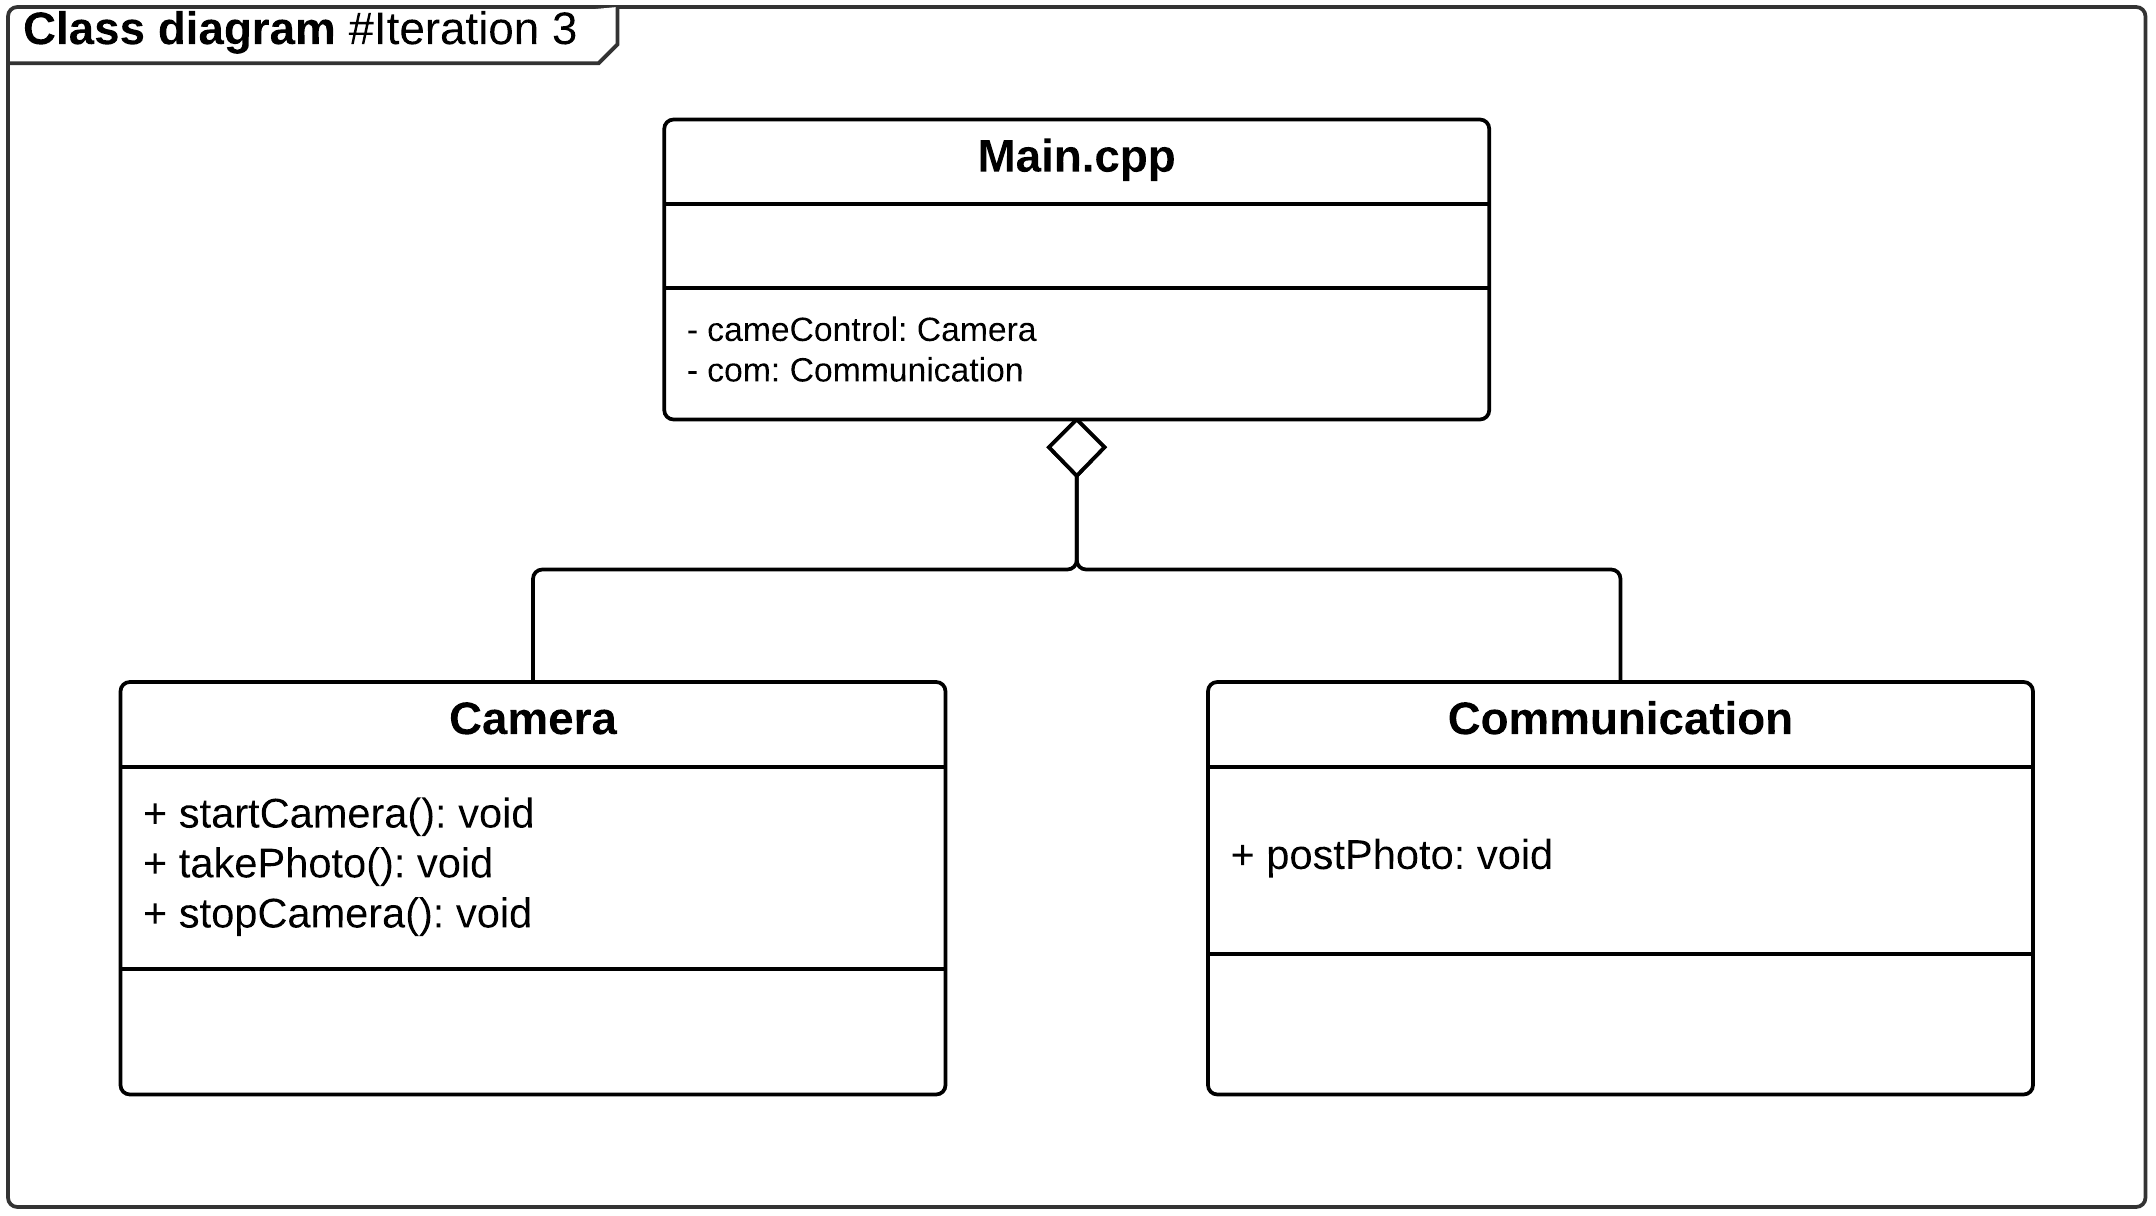 Class diagram #Iteration 3
Main.cpp
- cameControl: Camera
- com: Communication
Camera
+ startCamera(): void
+ takePhoto(): void
+ stopCamera(): void
Communication
+ postPhoto: void